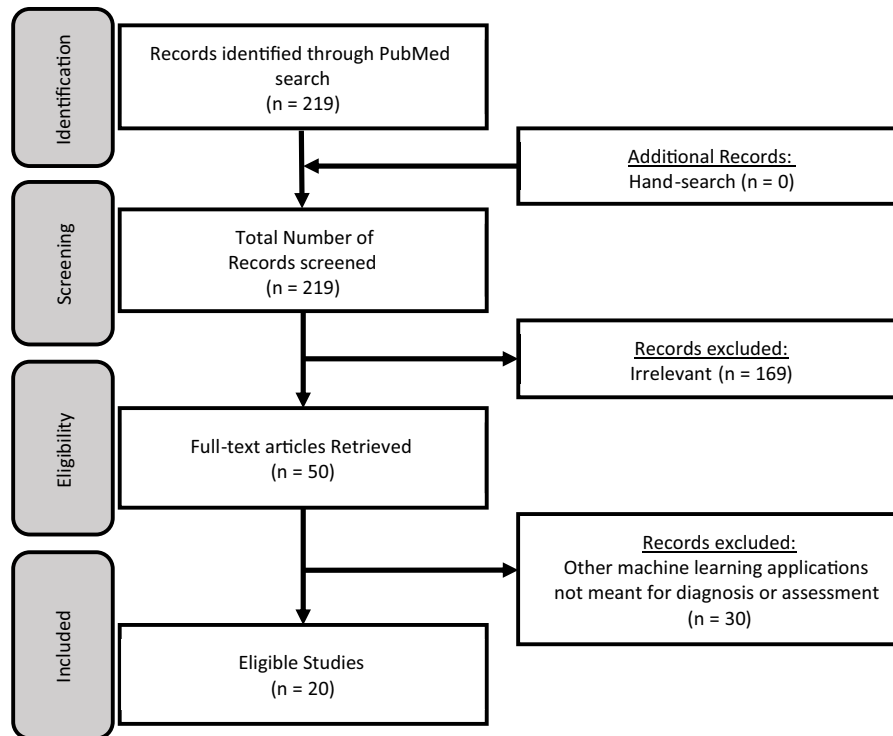 Identification
Records identified through PubMed
search
(n = 219)
Additional Records:
Hand-search (n = 0)
Screening
Total Number of
Records screened
(n = 219)
Records excluded:
Irrelevant (n = 169)
Eligibility
Full-text articles Retrieved
(n = 50)
Records excluded:
Other machine learning applications
not meant for diagnosis or assessment
(n = 30)
Included
Eligible Studies
(n = 20)